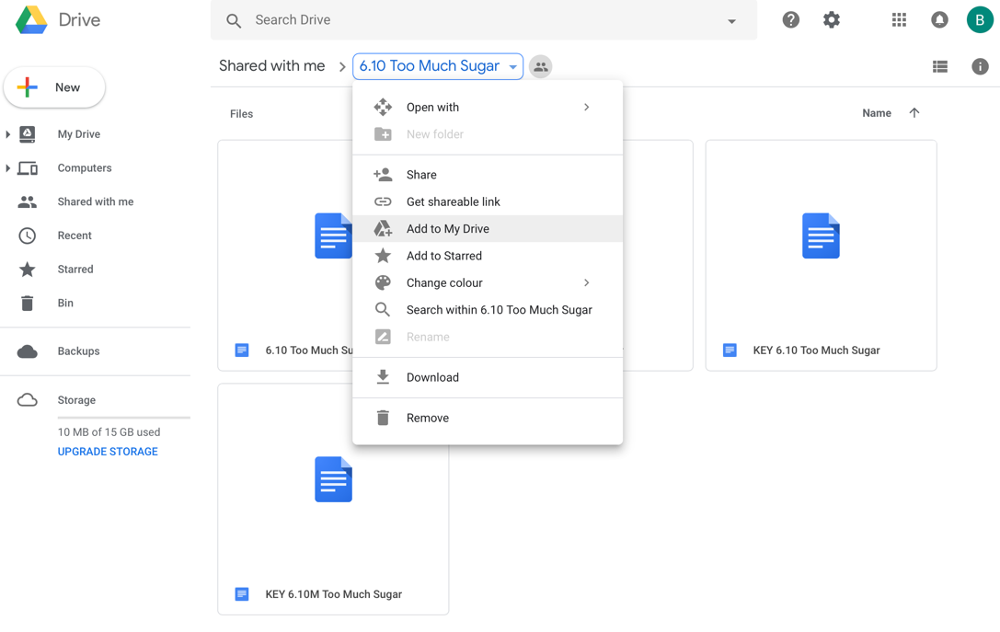 Drive
Search Drive
B
Shared with me
6.10 Too Much Sugar
New
My Drive
Computers
Shared with me
Recent
Starred
Bin
Backups
Storage
10 MB of 15 GB used
UPGRADE STORAGE
Files
Name
Open with
New folder
Share
Get shareable link
Add to My Drive
Add to Starred
Change colour
Search within 6.10 Too Much Sugar
Rename
Download
Remove
6.10 Too Much Su
KEY 6.10 Too Much Sugar
KEY 6.10M Too Much Sugar